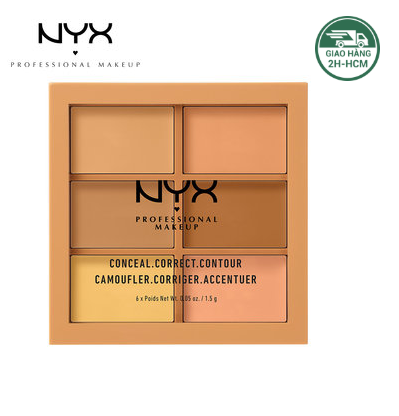 NYX
PROFESSIONAL MAKEUP
GIAO HÀNG
2H-HCM
NYX
PROFESSIONAL
MAKEUP
CONCEAL.CORRECT.CONTOUR
CAMOUFLER.CORRIGER.ACCENTUER
6 x Poids Net Wt. 0.05 oz. / 1.5 g